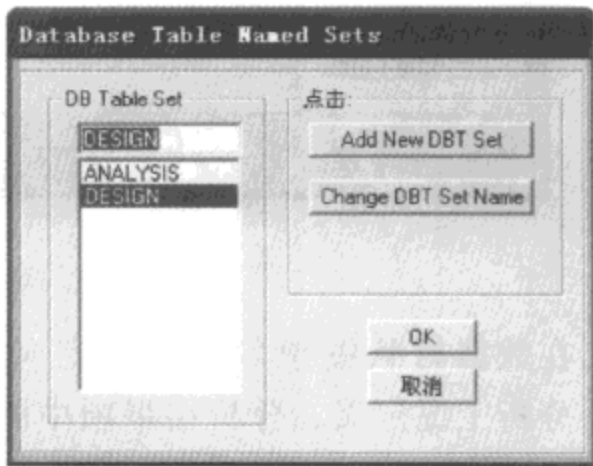 Database Table Named Sets
DB Table Set
DESIGN
ANALYSIS
DESIGN
点击:
Add New DBT Set
Change DBT Set Name
OK
取消